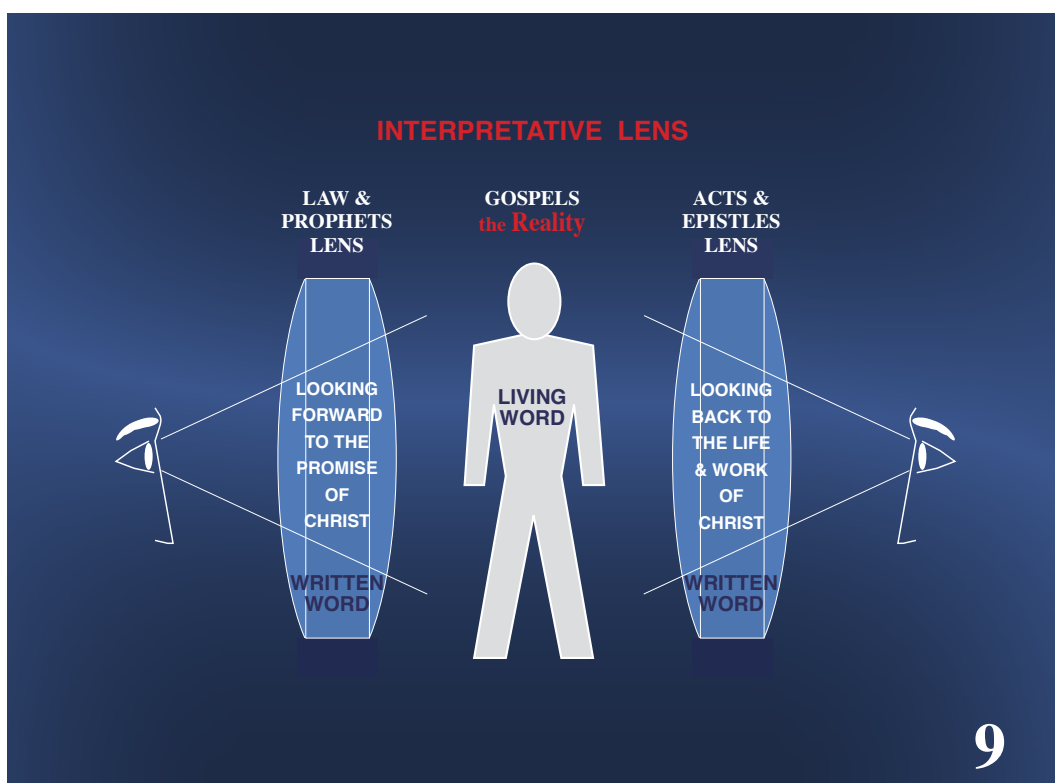 INTERPRETATIVE LENS
LAW &
PROPHETS
LENS
GOSPELS
the Reality
ACTS &
EPISTLES
LENS
LOOKING
FORWARD
TO THE
PROMISE
OF
CHRIST
WRITTEN
WORD
LIVING
WORD
LOOKING
BACK TO
THE LIFE
& WORK
OF
CHRIST
WRITTEN
WORD
9